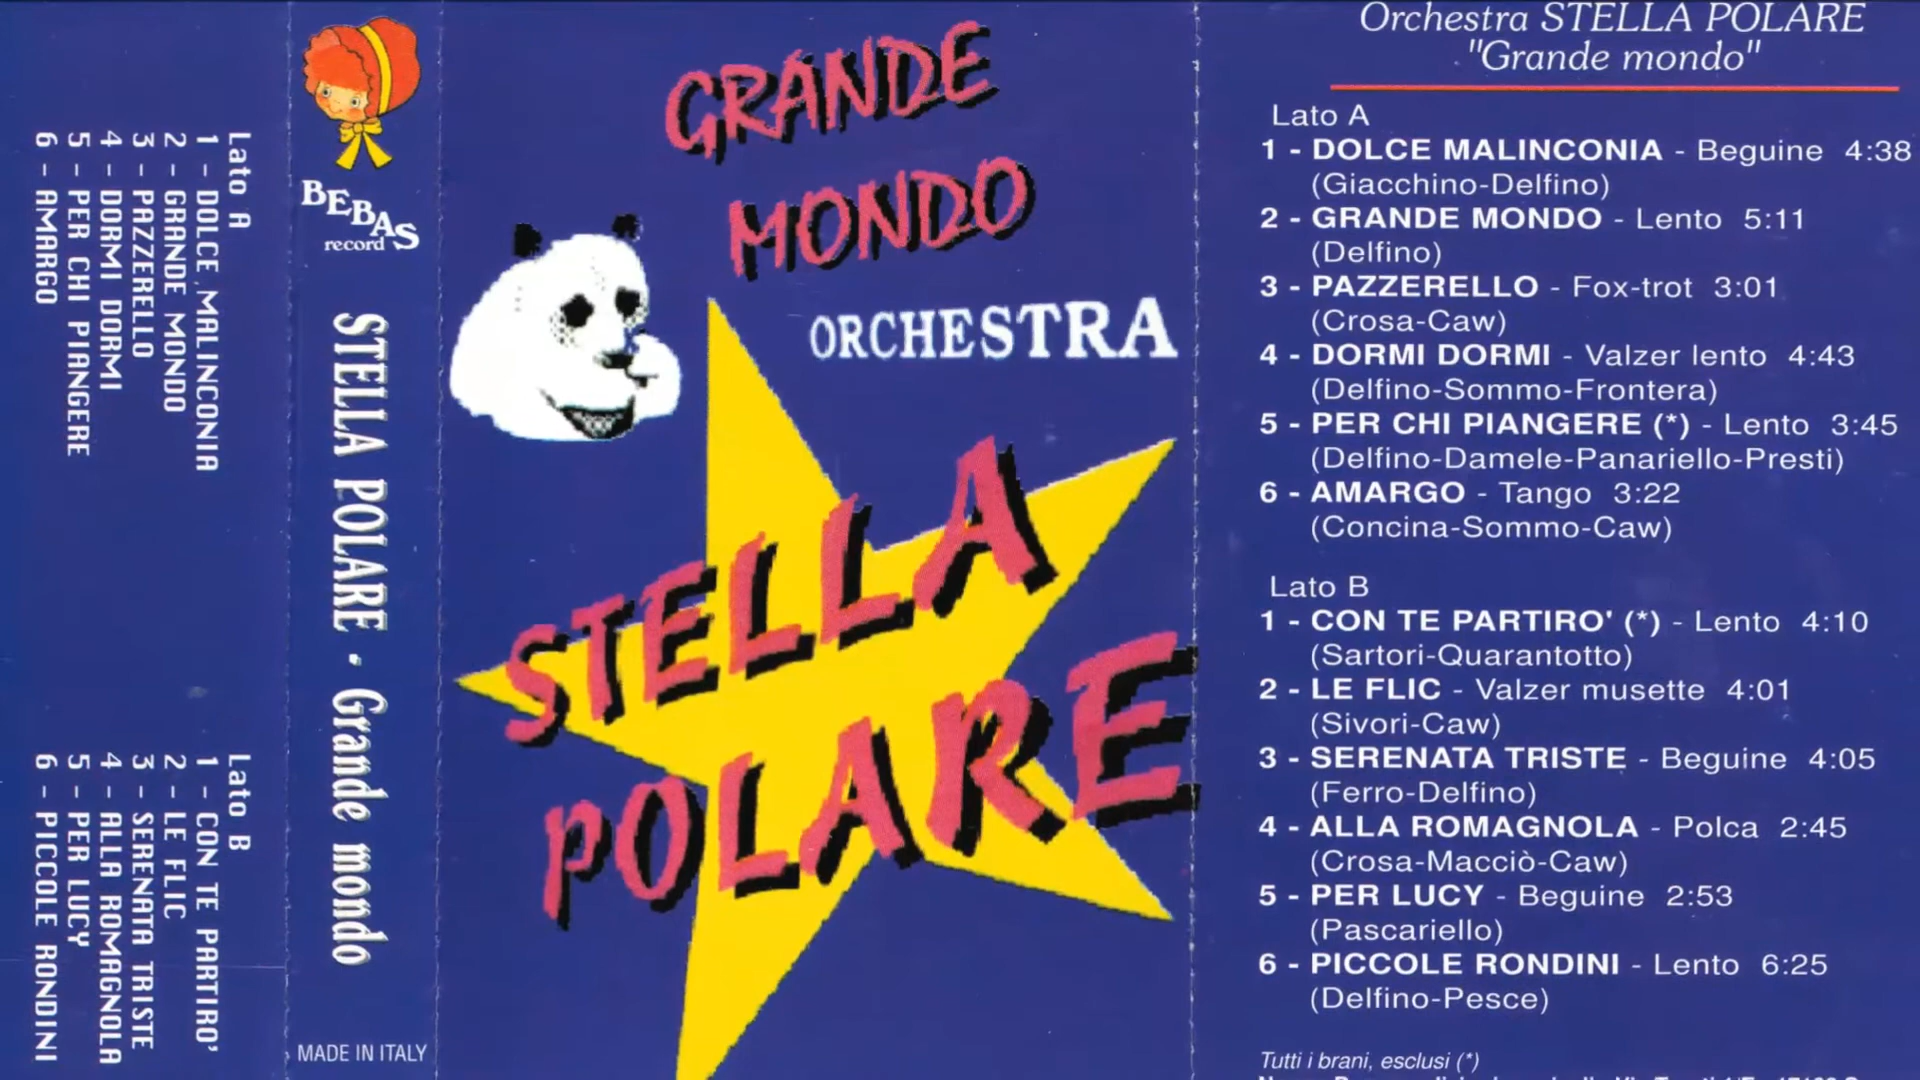 Lato A
1 - DOLCE MALINCONIA
2 - GRANDE MONDO
3 - PAZZERELLO
4 - DORMI DORMI
5 - PER CHI PIANGERE
6 - AMARGO
Lato B
1 - CON TE PARTIRO'
2 - LE FLIC
3 - SERENATA TRISTE
4 - ALLA ROMAGNOLA
5 - PER LUCY
6 - PICCOLE RONDINI
BEBAS
record
STELLA POLARE · Grande mondo
MADE IN ITALY
GRANDE
MONDO
ORCHESTRA
STELLA
POLARE
Orchestra STELLA POLARE
"Grande mondo"
Lato A
1 - DOLCE MALINCONIA - Beguine 4:38
(Giacchino-Delfino)
2 - GRANDE MONDO - Lento 5:11
(Delfino)
3 - PAZZERELLO - Fox-trot 3:01
(Crosa-Caw)
4 - DORMI DORMI - Valzer lento 4:43
(Delfino-Sommo-Frontera)
5 - PER CHI PIANGERE (*) - Lento 3:45
(Delfino-Damele-Panariello-Presti)
6 - AMARGO - Tango 3:22
(Concina-Sommo-Caw)
Lato B
1 - CON TE PARTIRO' (*) - Lento 4:10
(Sartori-Quarantotto)
2 - LE FLIC - Valzer musette 4:01
(Sivori-Caw)
3 - SERENATA TRISTE - Beguine 4:05
(Ferro-Delfino)
4 - ALLA ROMAGNOLA - Polca 2:45
(Crosa-Macciò-Caw)
5 - PER LUCY - Beguine 2:53
(Pascariello)
6 - PICCOLE RONDINI - Lento 6:25
(Delfino-Pesce)
Tutti i brani, esclusi (*)